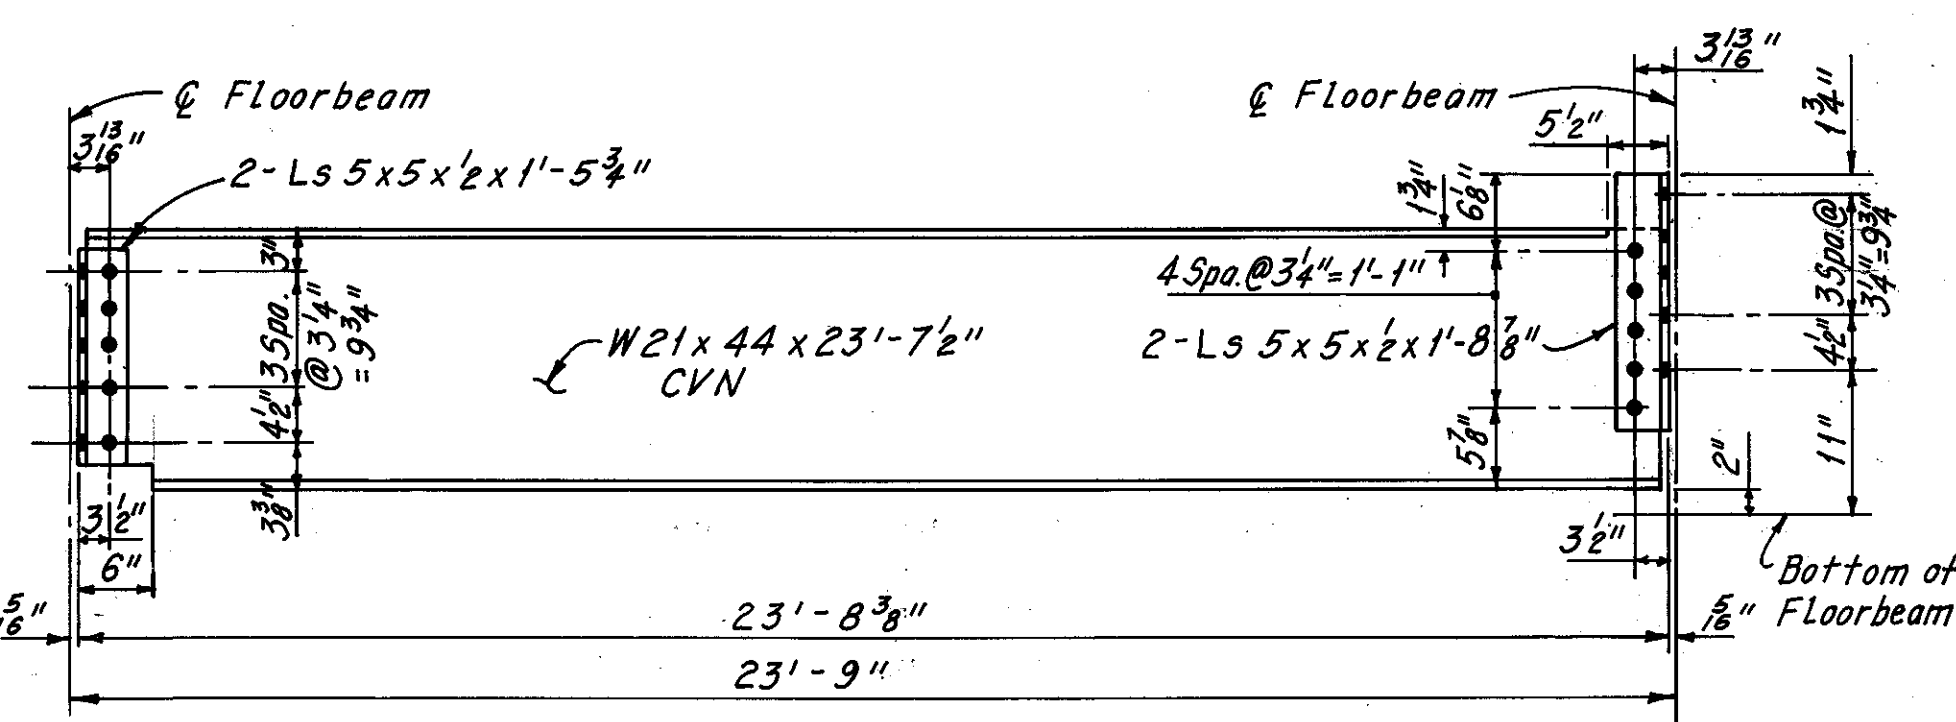 ℄ Floorbeam
3 13/16"
2-Ls 5x5x1/2x1'-5 3/4"
3"
3 Spa.
@ 3 1/4"
= 9 3/4"
4 1/2"
3 3/8"
3 1/2"
6"
W21x44x23'-7 1/2"
CVN
℄ Floorbeam
3 13/16"
5 1/2"
1 3/4"
1 3/4"
6 1/8"
4 Spa.@3 1/4"=1'-1"
2-Ls 5x5x1/2x1'-8 7/8"
5 7/8"
3 Spa.@
3 1/4"=9 3/4"
4 1/2"
11"
2"
3 1/2"
Bottom of
Floorbeam
5/16"
23'-8 3/8"
5/16"
23'-9"